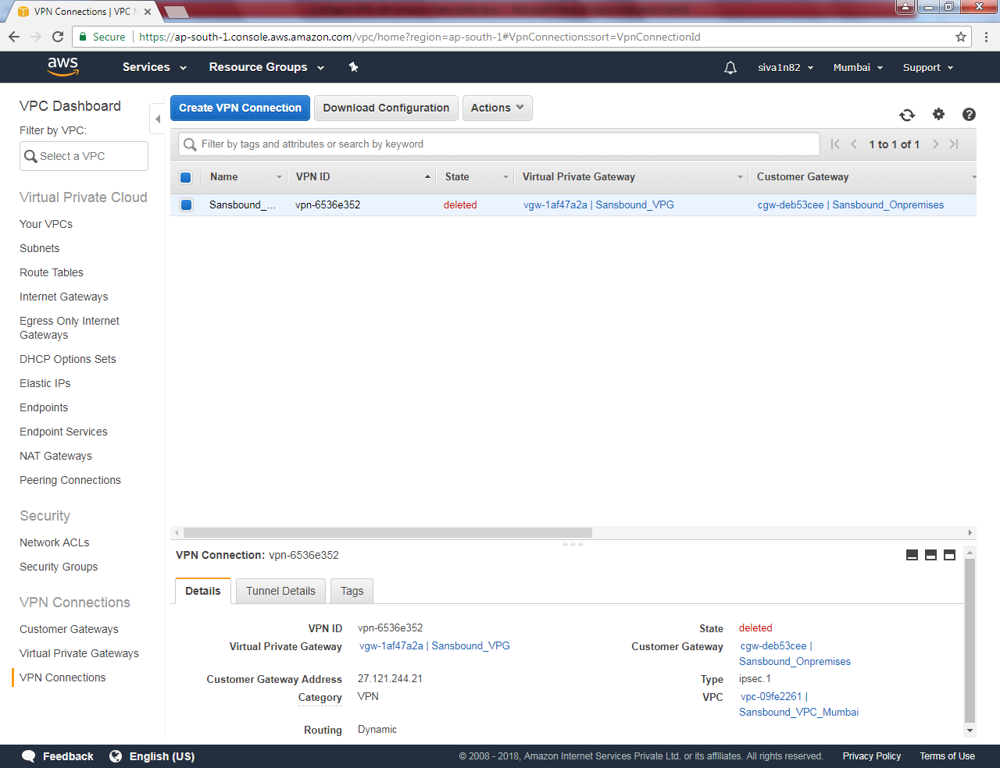 VPN Connections | VPC
Secure
https://ap-south-1.console.aws.amazon.com/vpc/home?region=ap-south-1#VpnConnections:sort=VpnConnectionId
aws
Services
Resource Groups
siva1n82
Mumbai
Support
VPC Dashboard
Filter by VPC:
Select a VPC
Virtual Private Cloud
Your VPCs
Subnets
Route Tables
Internet Gateways
Egress Only Internet
Gateways
DHCP Options Sets
Elastic IPs
Endpoints
Endpoint Services
NAT Gateways
Peering Connections
Security
Network ACLs
Security Groups
VPN Connections
Customer Gateways
Virtual Private Gateways
VPN Connections
Create VPN Connection
Download Configuration
Actions
Filter by tags and attributes or search by keyword
1 to 1 of 1
Name VPN ID State Virtual Private Gateway Customer Gateway
Sansbound_... vpn-6536e352 deleted vgw-1af47a2a | Sansbound_VPG cgw-deb53cee | Sansbound_Onpremises
VPN Connection: vpn-6536e352
Details Tunnel Details Tags
VPN ID vpn-6536e352
State deleted
Virtual Private Gateway vgw-1af47a2a | Sansbound_VPG
Customer Gateway cgw-deb53cee |
Sansbound_Onpremises
Customer Gateway Address 27.121.244.21
Type ipsec.1
Category VPN
VPC vpc-09fe2261 |
Sansbound_VPC_Mumbai
Routing Dynamic
Feedback
English (US)
© 2008 - 2018, Amazon Internet Services Private Ltd. or its affiliates. All rights reserved.
Privacy Policy
Terms of Use